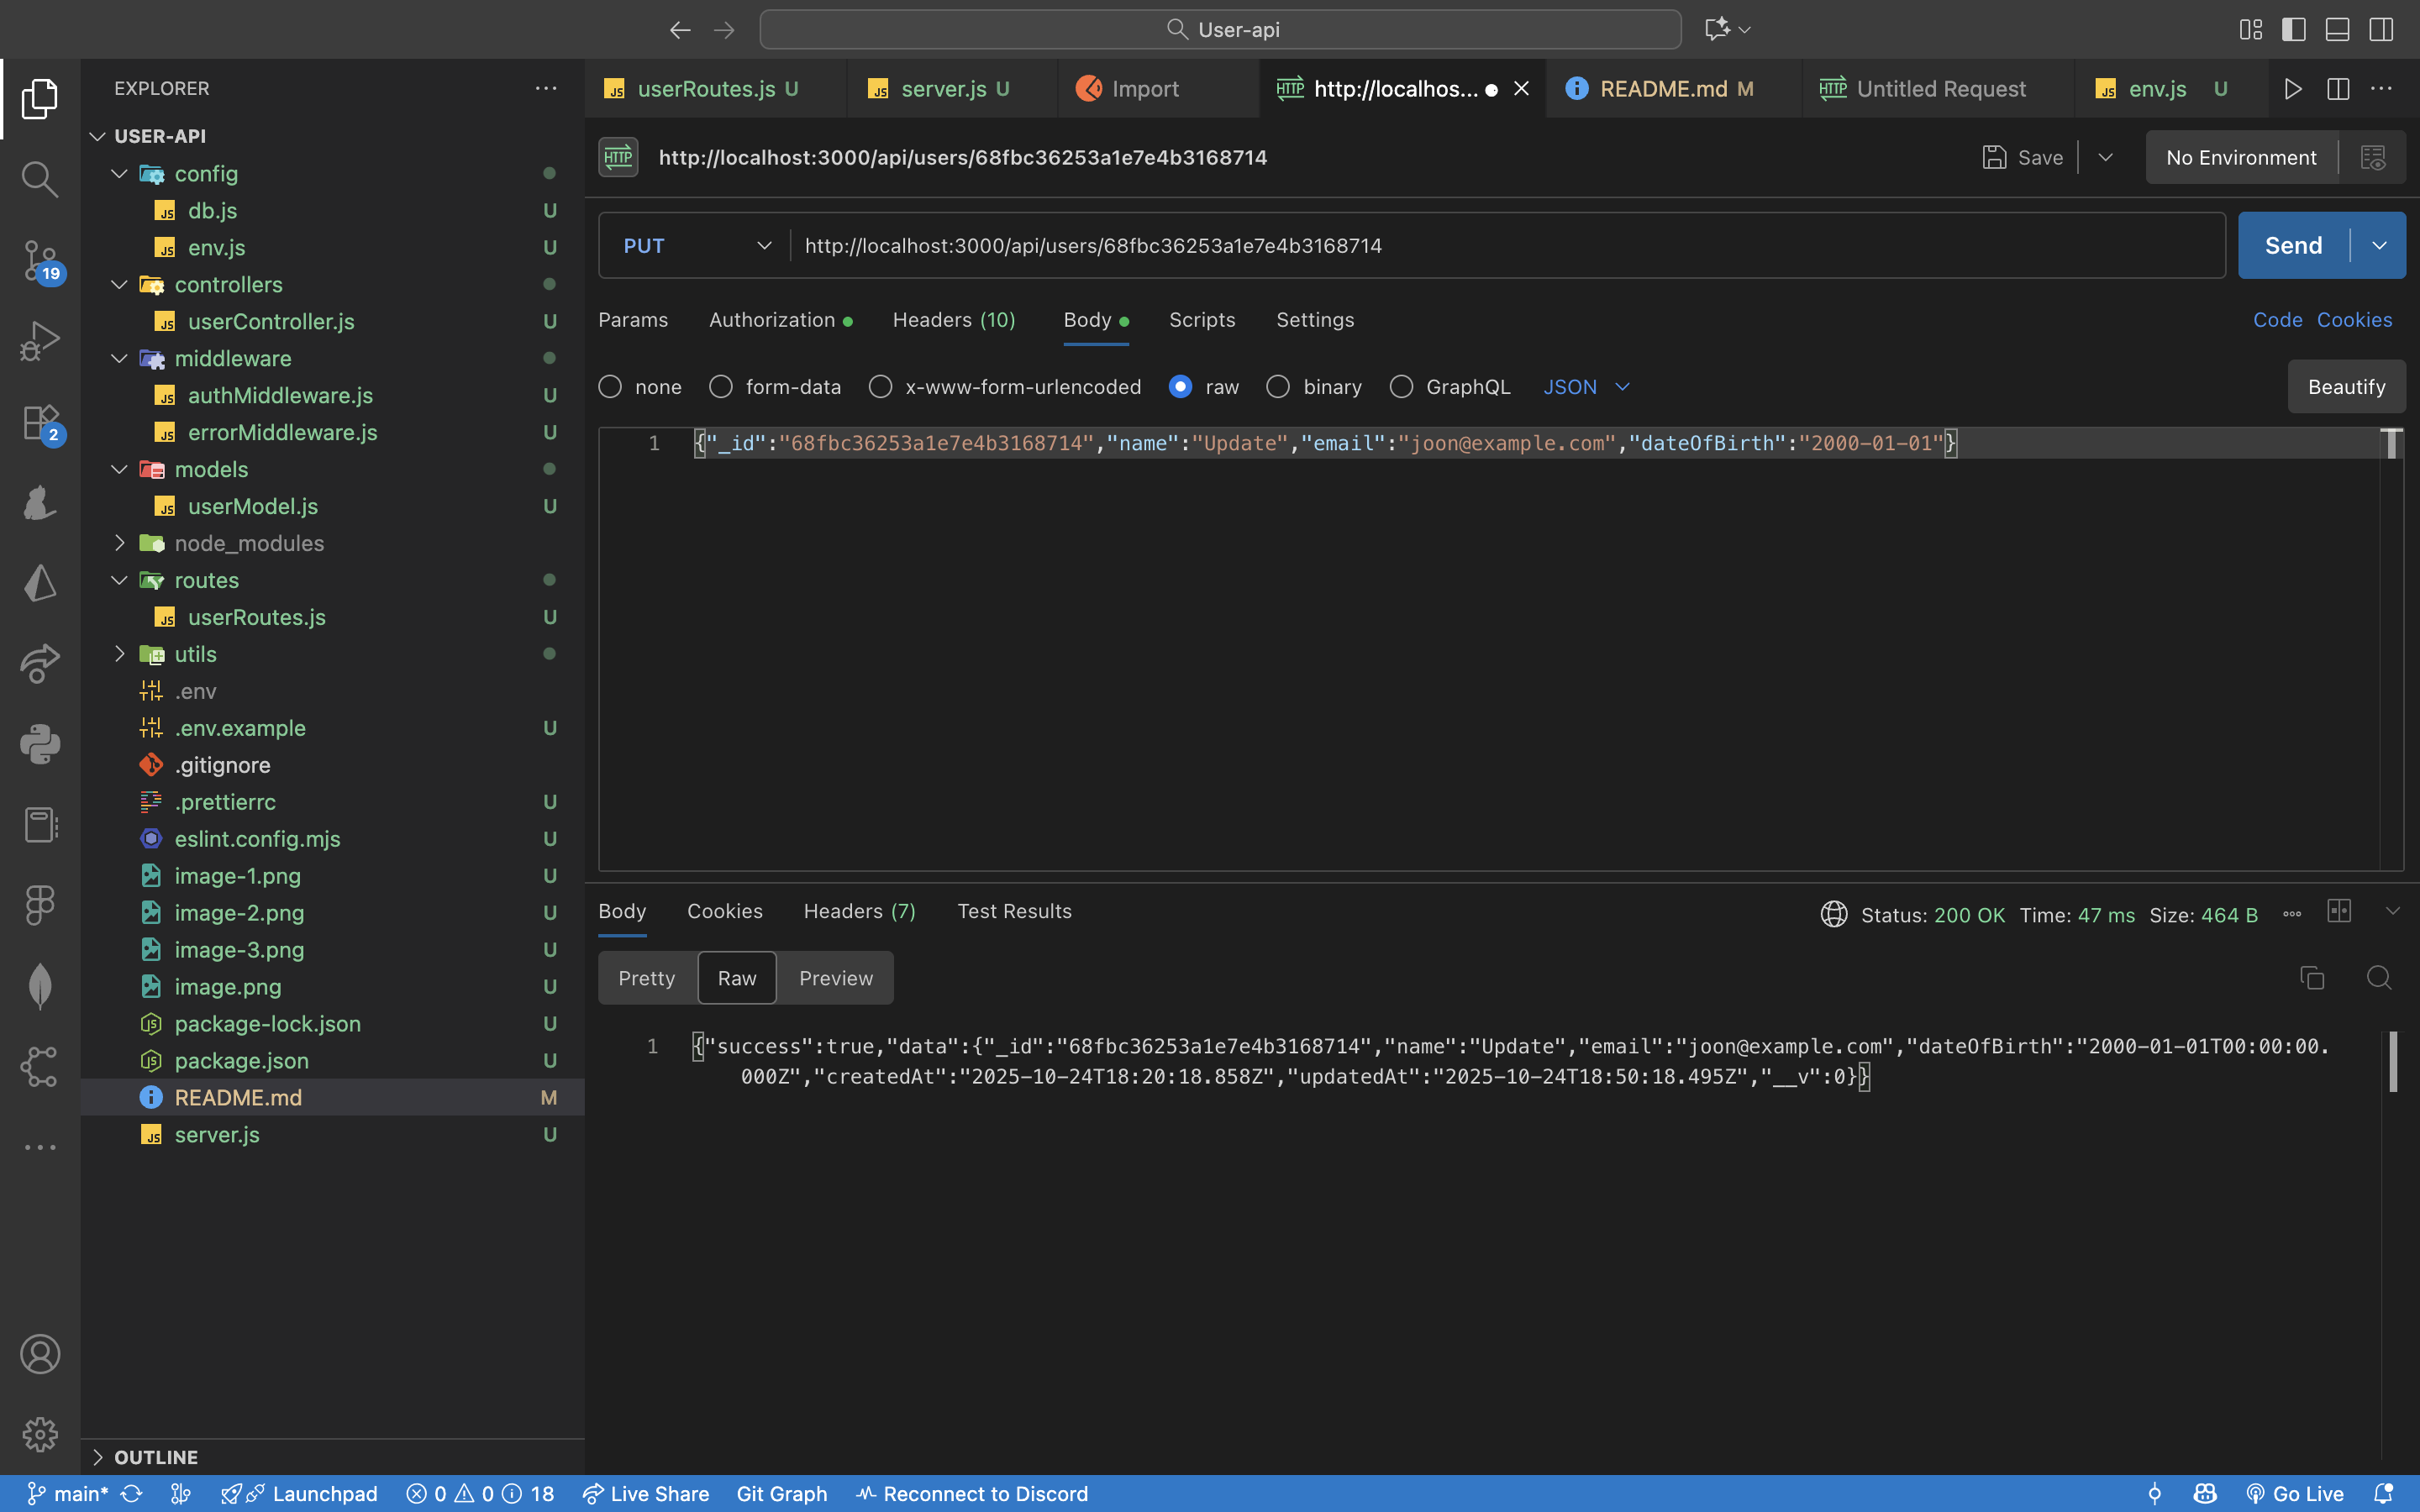 User-api
EXPLORER
USER-API
config
db.js U
env.js U
controllers
userController.js U
middleware
authMiddleware.js U
errorMiddleware.js U
models
userModel.js U
node_modules
routes
userRoutes.js U
utils
.env
.env.example U
.gitignore
.prettierrc U
eslint.config.mjs U
image-1.png U
image-2.png U
image-3.png U
image.png U
package-lock.json U
package.json U
README.md M
server.js U
OUTLINE
19
2
userRoutes.js U server.js U Import http://localhos... README.md M Untitled Request env.js U
HTTP http://localhost:3000/api/users/68fbc36253a1e7e4b3168714 Save No Environment
PUT http://localhost:3000/api/users/68fbc36253a1e7e4b3168714 Send
Params Authorization Headers (10) Body Scripts Settings Code Cookies
none form-data x-www-form-urlencoded raw binary GraphQL JSON Beautify
1 {"_id":"68fbc36253a1e7e4b3168714","name":"Update","email":"joon@example.com","dateOfBirth":"2000-01-01"}
Body Cookies Headers (7) Test Results Status: 200 OK Time: 47 ms Size: 464 B
Pretty Raw Preview
1 {"success":true,"data":{"_id":"68fbc36253a1e7e4b3168714","name":"Update","email":"joon@example.com","dateOfBirth":"2000-01-01T00:00:00.
000Z","createdAt":"2025-10-24T18:20:18.858Z","updatedAt":"2025-10-24T18:50:18.495Z","__v":0}}
main* Launchpad 0 0 18 Live Share Git Graph Reconnect to Discord Go Live